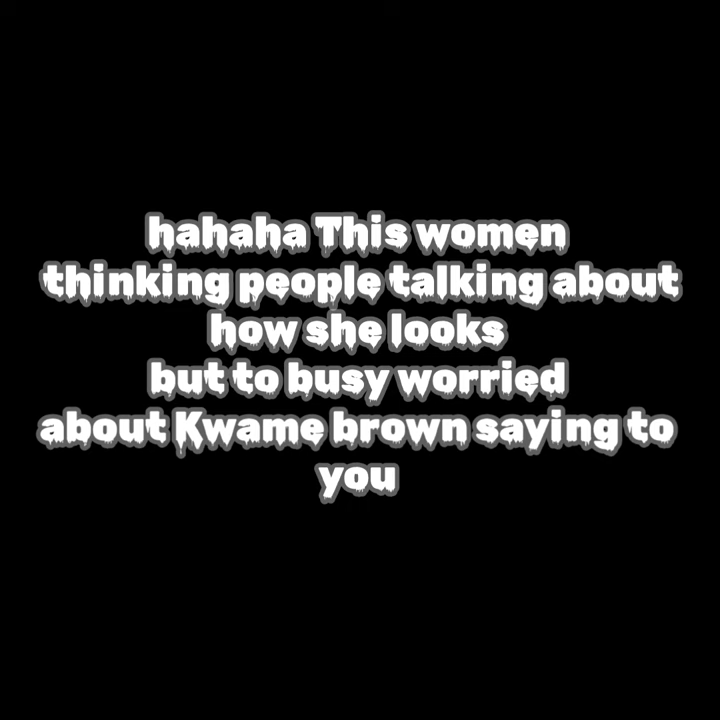 hahaha This women
thinking people talking about
how she looks
but to busy worried
about Kwame brown saying to
you